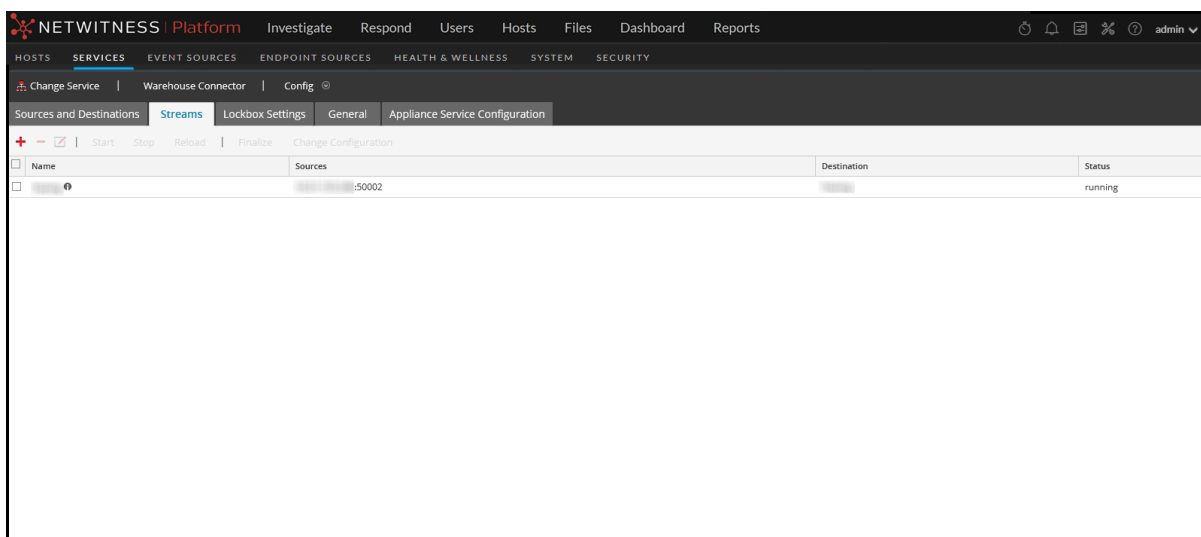 NETWITNESS Platform Investigate Respond Users Hosts Files Dashboard Reports admin
HOSTS SERVICES EVENT SOURCES ENDPOINT SOURCES HEALTH & WELLNESS SYSTEM SECURITY
Change Service | Warehouse Connector | Config
Sources and Destinations Streams Lockbox Settings General Appliance Service Configuration
Start Stop Reload | Finalize Change Configuration
Name Sources Destination Status
:50002 running